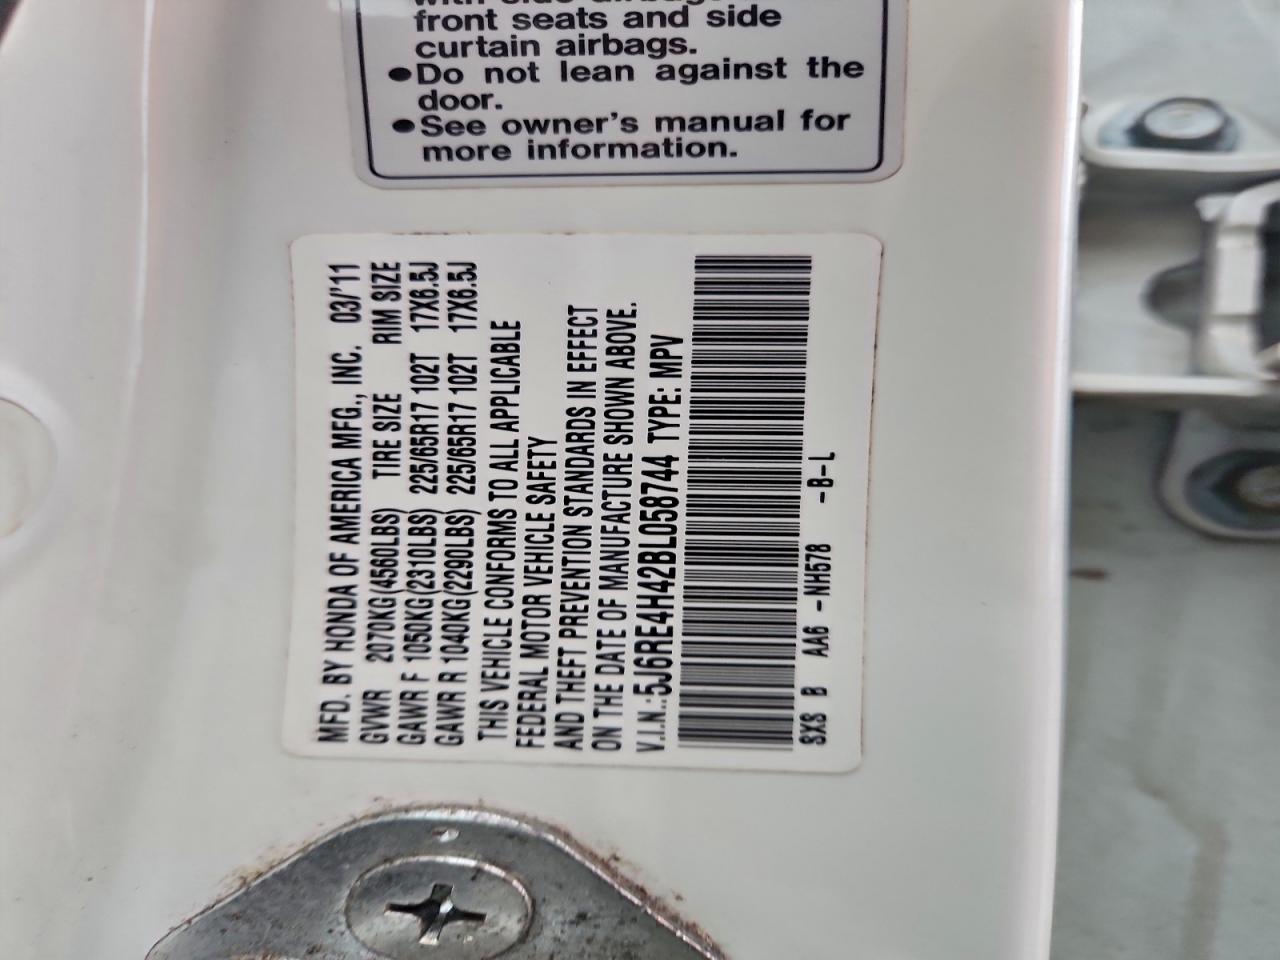 front seats and side
curtain airbags.
●Do not lean against the
door.
●See owner's manual for
more information.
MFD. BY HONDA OF AMERICA MFG., INC. 03/'11
GVWR 2070KG(4560LBS) TIRE SIZE RIM SIZE
GAWR F 1050KG(2310LBS) 225/65R17 102T 17X6.5J
GAWR R 1040KG(2290LBS) 225/65R17 102T 17X6.5J
THIS VEHICLE CONFORMS TO ALL APPLICABLE
FEDERAL MOTOR VEHICLE SAFETY
AND THEFT PREVENTION STANDARDS IN EFFECT
ON THE DATE OF MANUFACTURE SHOWN ABOVE.
V.I.N.:5J6RE4H42BL058744 TYPE: MPV
SXS B AA6 -NH578 -B-L